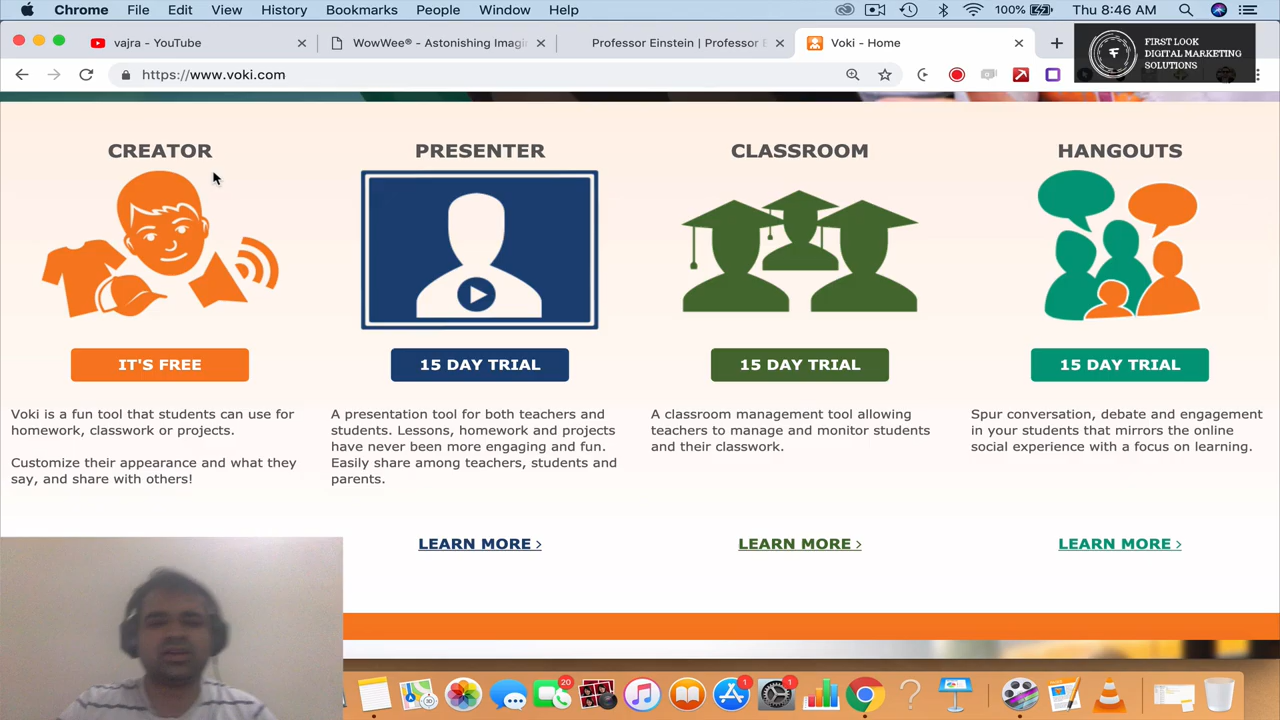 Chrome File Edit View History Bookmarks People Window Help 100% Thu 8:46 AM
vajra - YouTube WowWee® - Astonishing Imagi Professor Einstein | Professor E Voki - Home
https://www.voki.com
FIRST LOOK
DIGITAL MARKETING
SOLUTIONS
CREATOR
PRESENTER
CLASSROOM
HANGOUTS
IT'S FREE
15 DAY TRIAL
15 DAY TRIAL
15 DAY TRIAL
Voki is a fun tool that students can use for
homework, classwork or projects.
Customize their appearance and what they
say, and share with others!
A presentation tool for both teachers and
students. Lessons, homework and projects
have never been more engaging and fun.
Easily share among teachers, students and
parents.
LEARN MORE >
A classroom management tool allowing
teachers to manage and monitor students
and their classwork.
LEARN MORE >
Spur conversation, debate and engagement
in your students that mirrors the online
social experience with a focus on learning.
LEARN MORE >
20
1
1